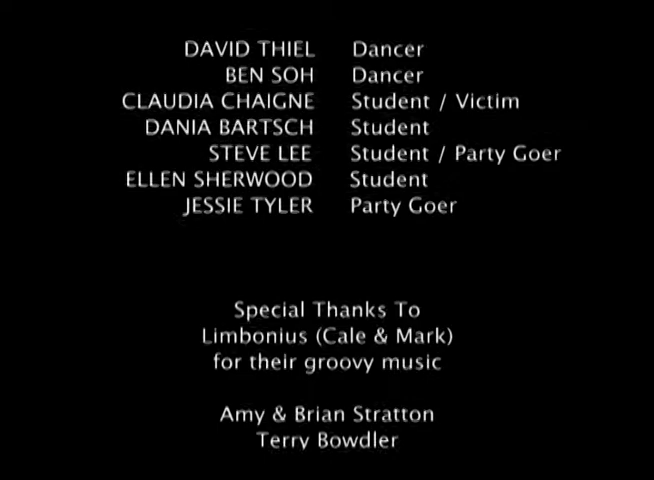 DAVID THIEL Dancer
BEN SOH Dancer
CLAUDIA CHAIGNE Student / Victim
DANIA BARTSCH Student
STEVE LEE Student / Party Goer
ELLEN SHERWOOD Student
JESSIE TYLER Party Goer
Special Thanks To
Limbonius (Cale & Mark)
for their groovy music
Amy & Brian Stratton
Terry Bowdler